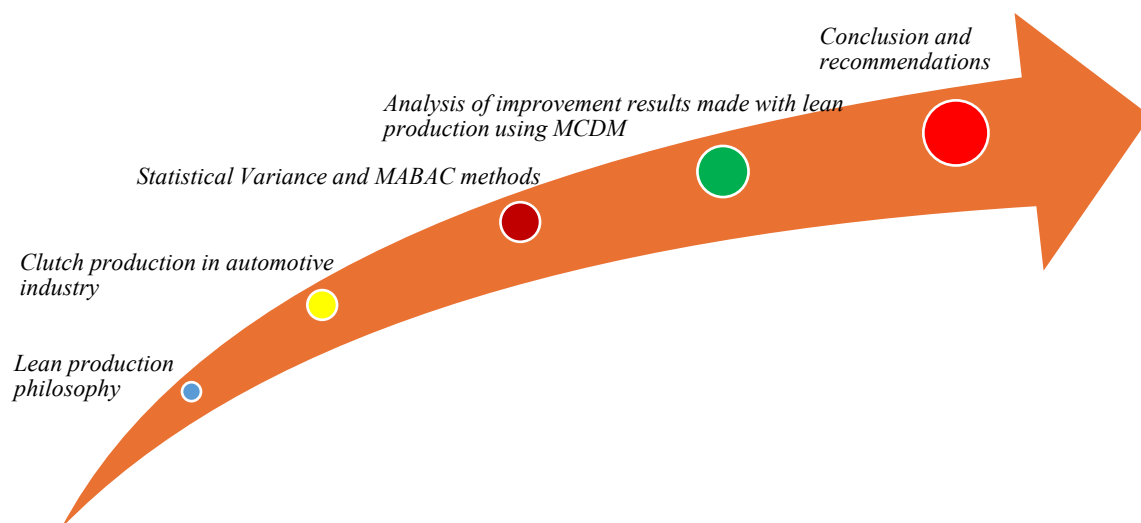 Conclusion and
recommendations
Analysis of improvement results made with lean
production using MCDM
Statistical Variance and MABAC methods
Clutch production in automotive
industry
Lean production
philosophy